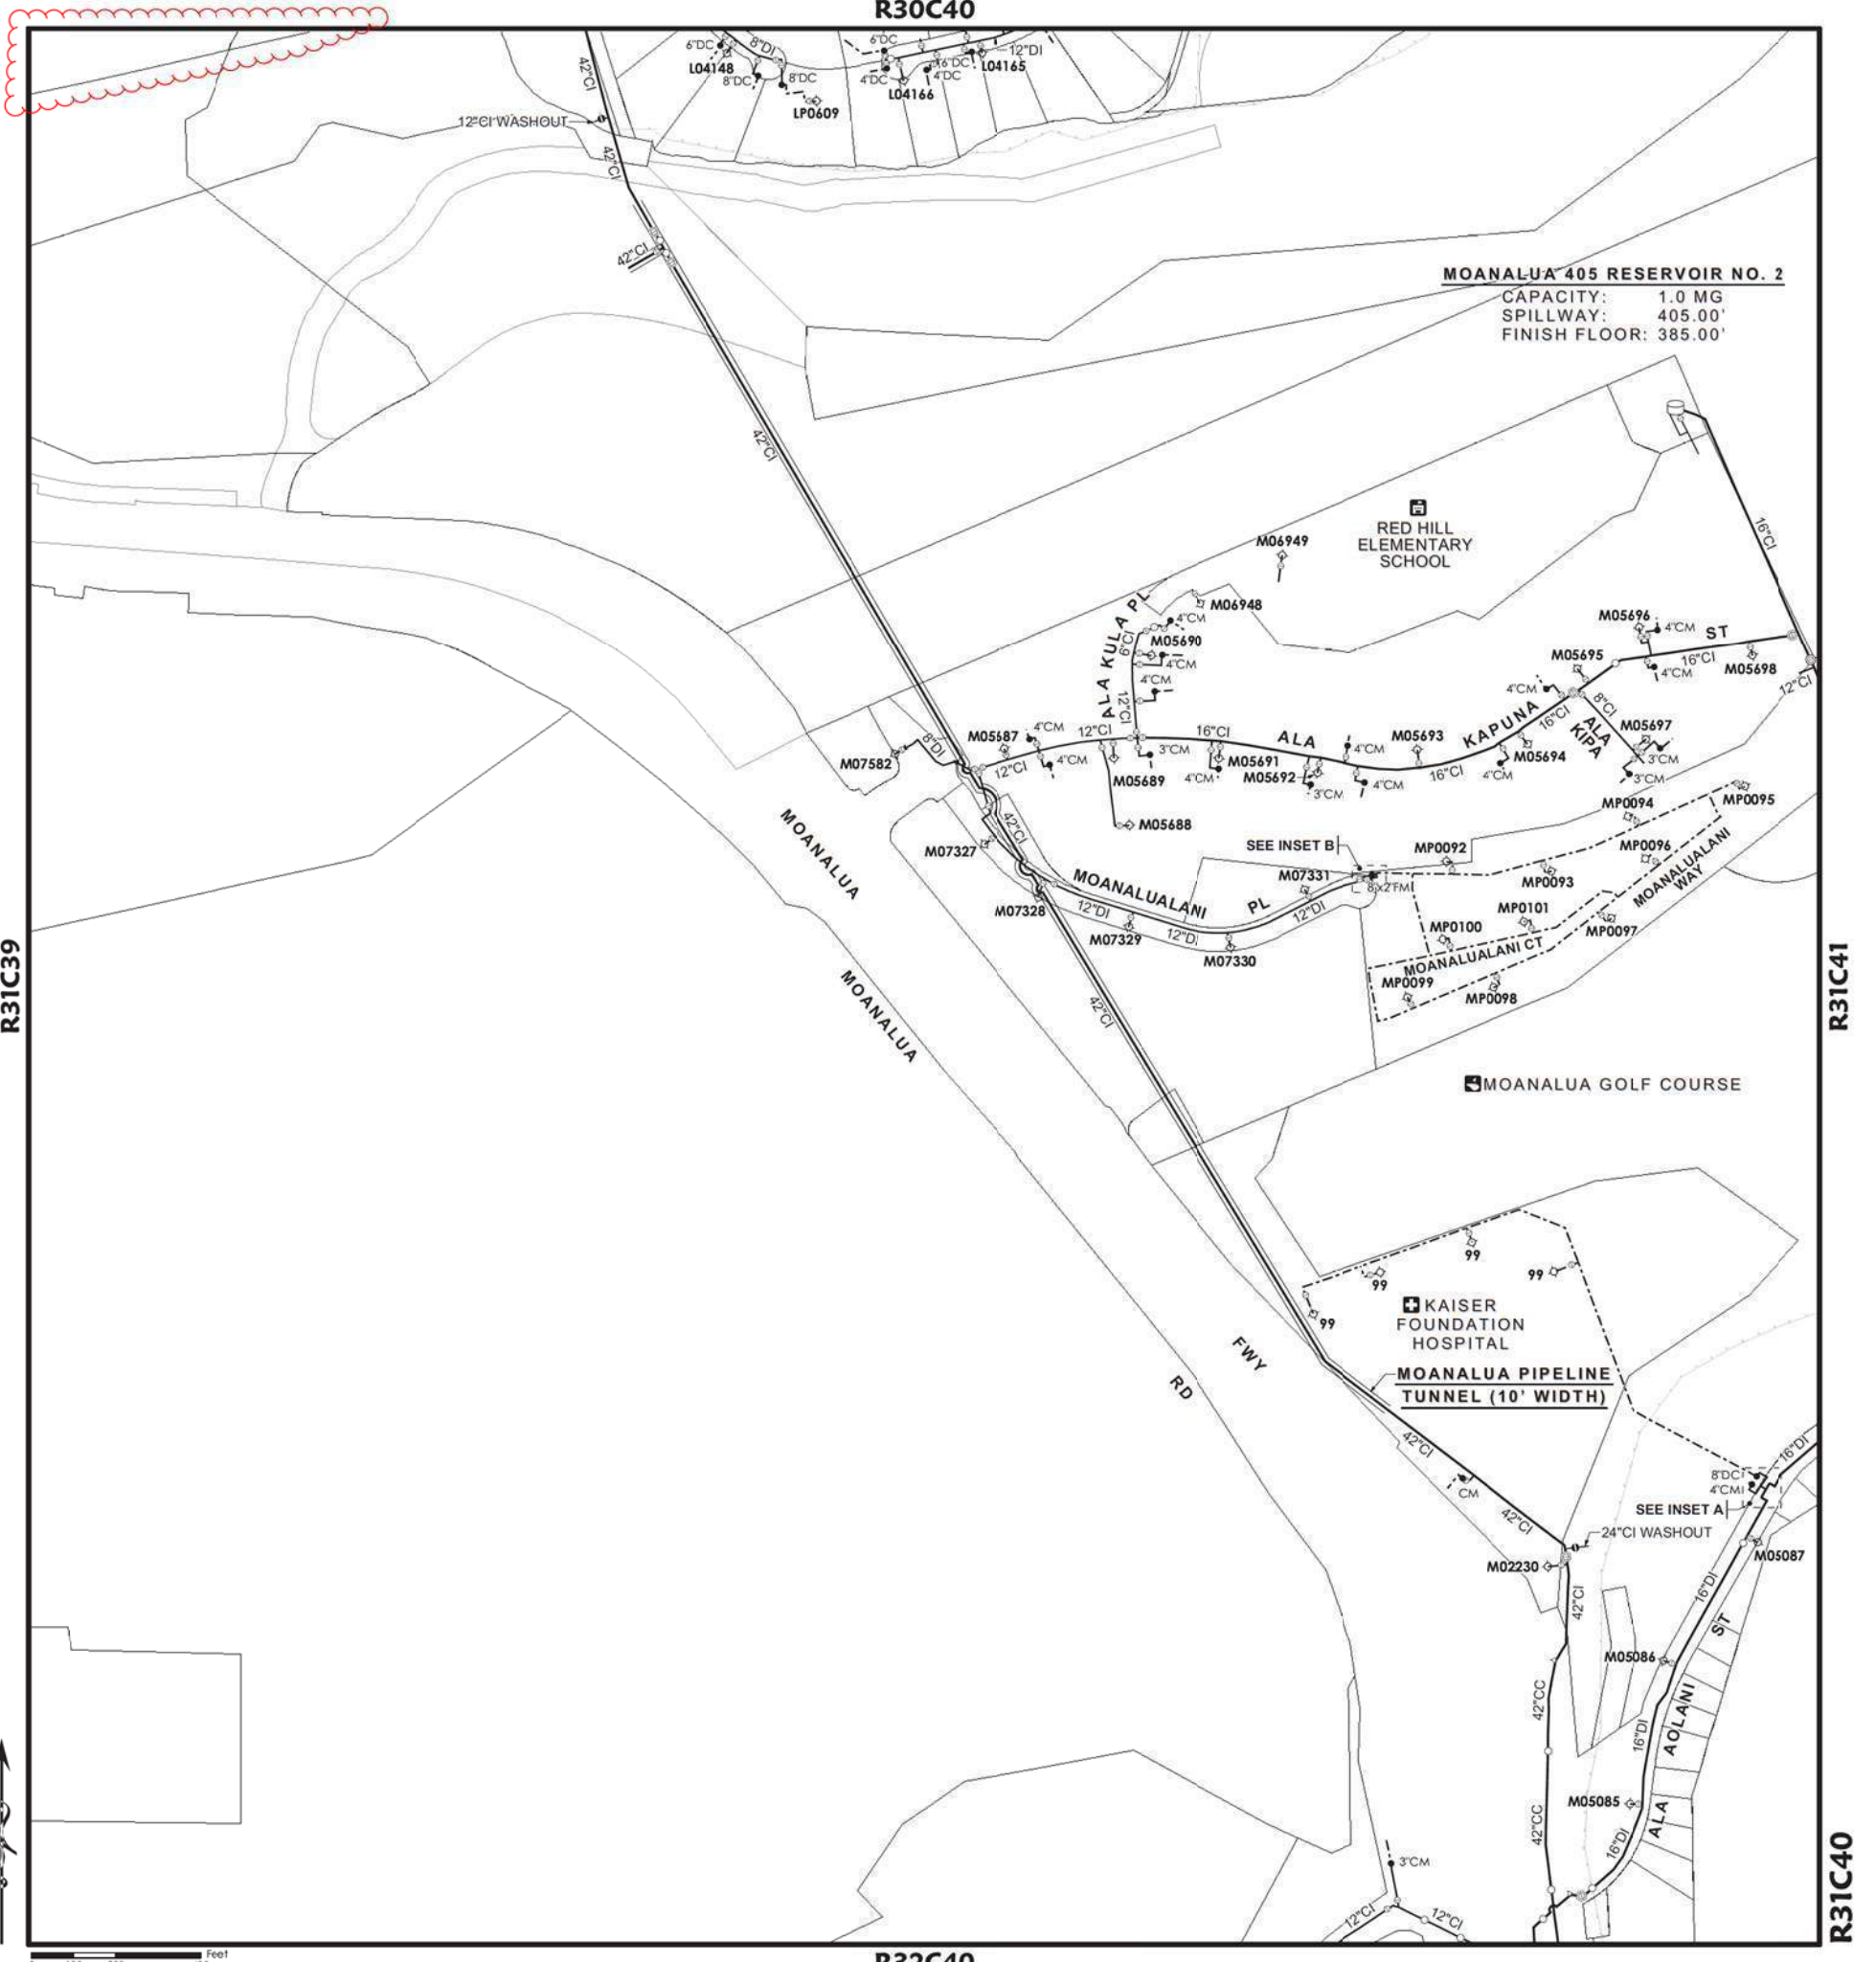 R30C40
6"DC
8"DI
L04148
8"DC
8"DC
LP0609
6"DC
4"DC
L04166
6"DC
4"DC
12"DI
L04165
42"CI
12"CI WASHOUT
42"CI
42"CI
42"CI
MOANALUA 405 RESERVOIR NO. 2
CAPACITY: 1.0 MG
SPILLWAY: 405.00'
FINISH FLOOR: 385.00'
16"CI
RED HILL
ELEMENTARY
SCHOOL
M06949
M06948
ALA KULA PL
6"CI
4"CM
M05690
4"CM
4"CM
12"CI
M05696
4"CM
ST
M05695
16"CI
M05698
4"CM
12"CI
4"CM
8"CI
M05697
ALA
KIPA
3"CM
3"CM
M07582
8"DI
M05687
4"CM
12"CI
4"CM
12"CI
M05689
3"CM
16"CI
M05691
4"CM
ALA
M05692
3"CM
4"CM
4"CM
M05693
16"CI
KAPUNA
16"CI
4"CM
M05694
M05688
MP0094
MP0095
MOANALUA
42"CI
M07327
SEE INSET B
MP0092
MP0096
MOANALUALANI
WAY
M07331
8"x2"FM
MP0093
M07328
MOANALUALANI
PL
12"DI
12"DI
12"DI
M07329
M07330
MP0100
MP0101
MP0097
MOANALUALANI CT
MP0099
MP0098
R31C39
R31C41
MOANALUA
42"CI
MOANALUA GOLF COURSE
99
99
99
99
KAISER
FOUNDATION
HOSPITAL
FWY
RD
MOANALUA PIPELINE
TUNNEL (10' WIDTH)
42"CI
CM
42"CI
16"DI
8"DC
4"CM
SEE INSET A
24"CI WASHOUT
M02230
M05087
42"CI
16"DI
ST
M05086
42"CC
16"DI
AOLANI
M05085
42"CC
ALA
16"DI
3"CM
12"CI
12"CI
R31C40
Feet
R32C40